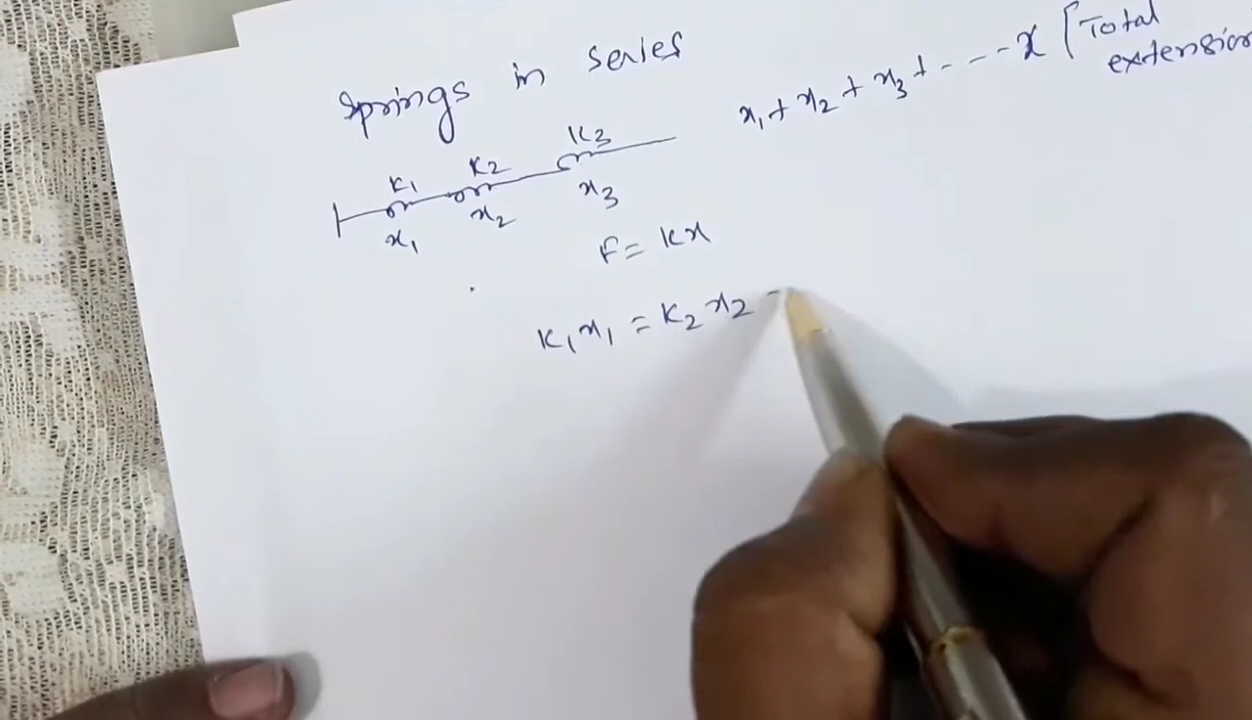 Springs in series
x₁ + x₂ + x₃ + - - - x [Total
extension
K₁ K₂ K₃
x₁ x₂ x₃
F = Kx
K₁x₁ = K₂x₂ -